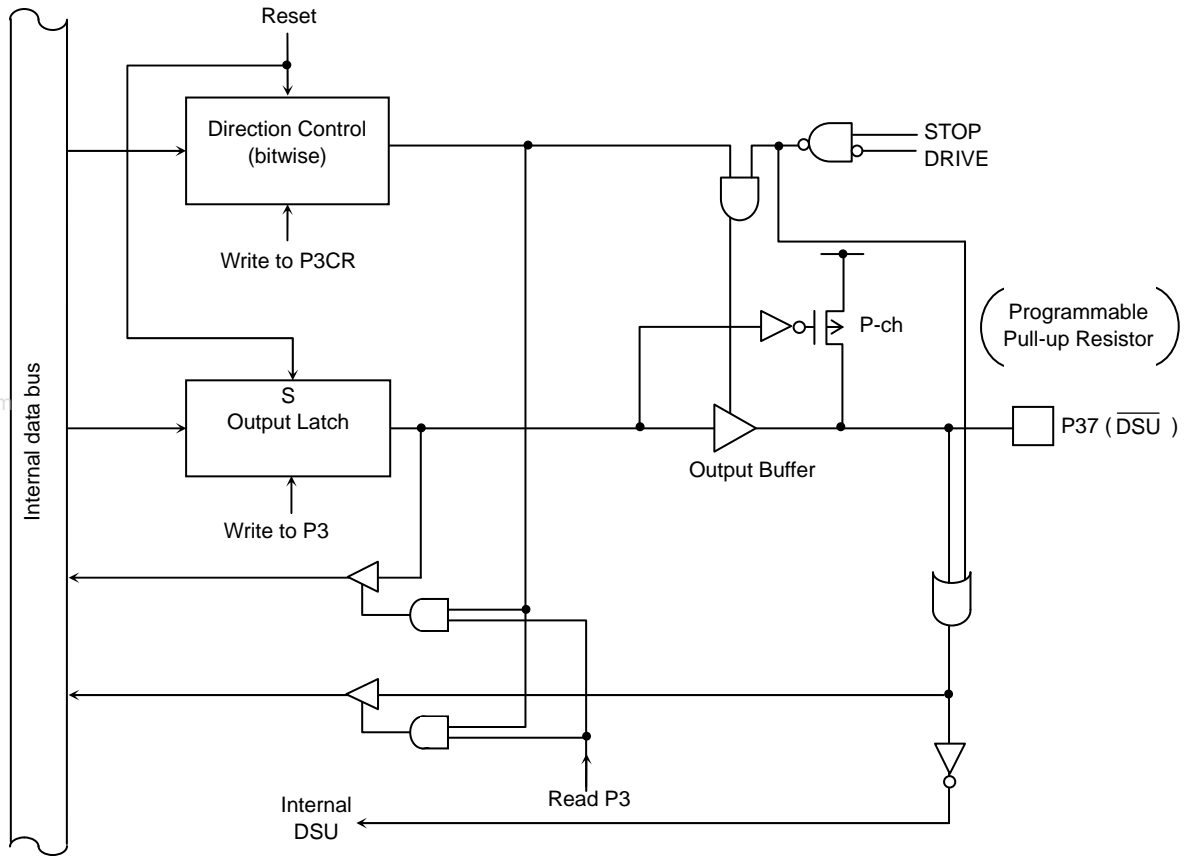 Reset
Direction Control
(bitwise)
STOP
DRIVE
Write to P3CR
P-ch
Programmable
Pull-up Resistor
Internal data bus
m
S
Output Latch
P37 ( DSU )
Output Buffer
Write to P3
Read P3
Internal
DSU